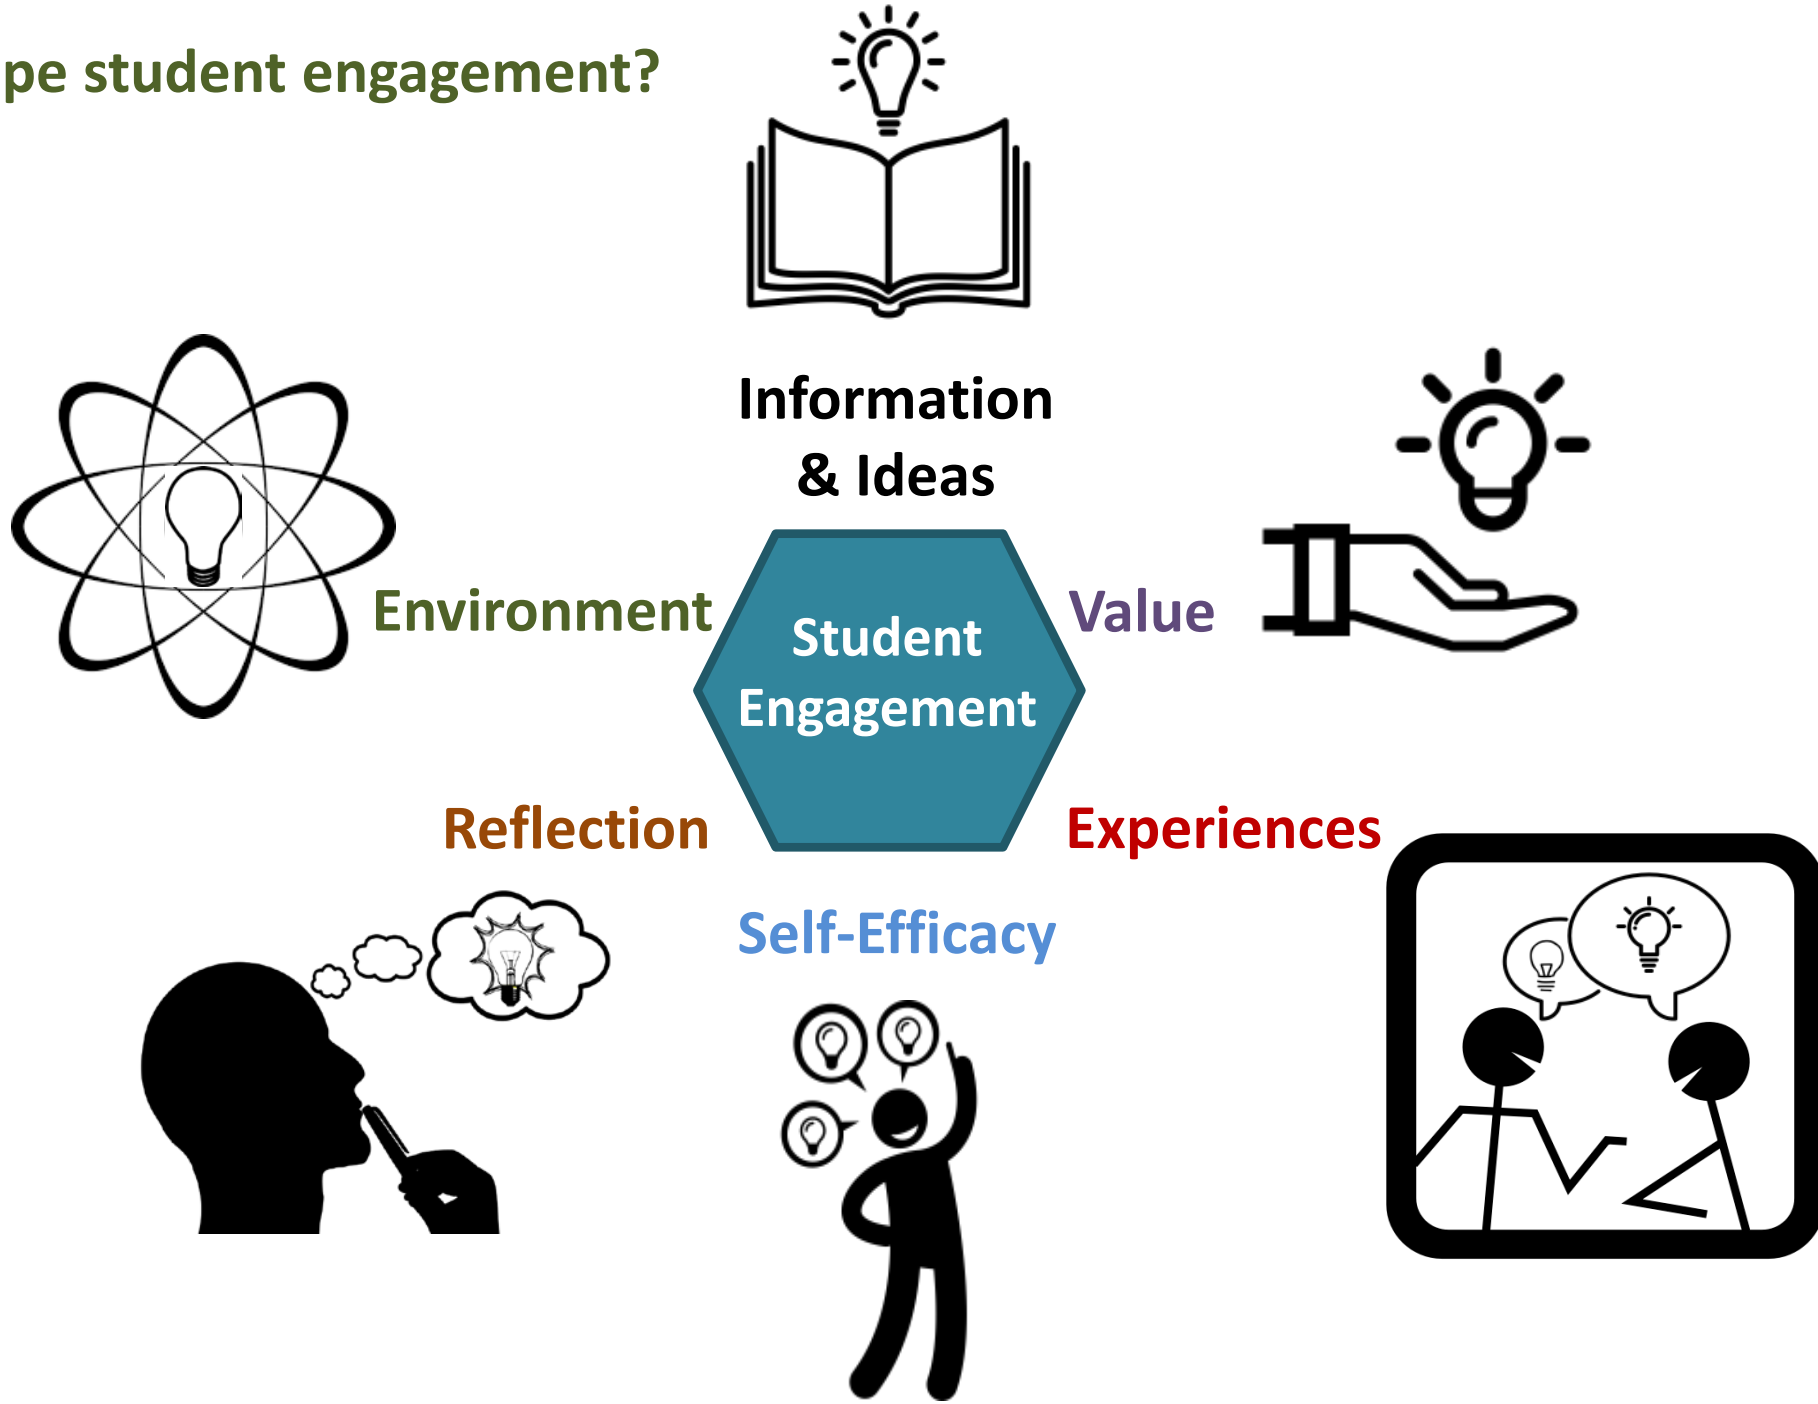 pe student engagement?
Information
& Ideas
Environment
Value
Student
Engagement
Reflection
Experiences
Self-Efficacy